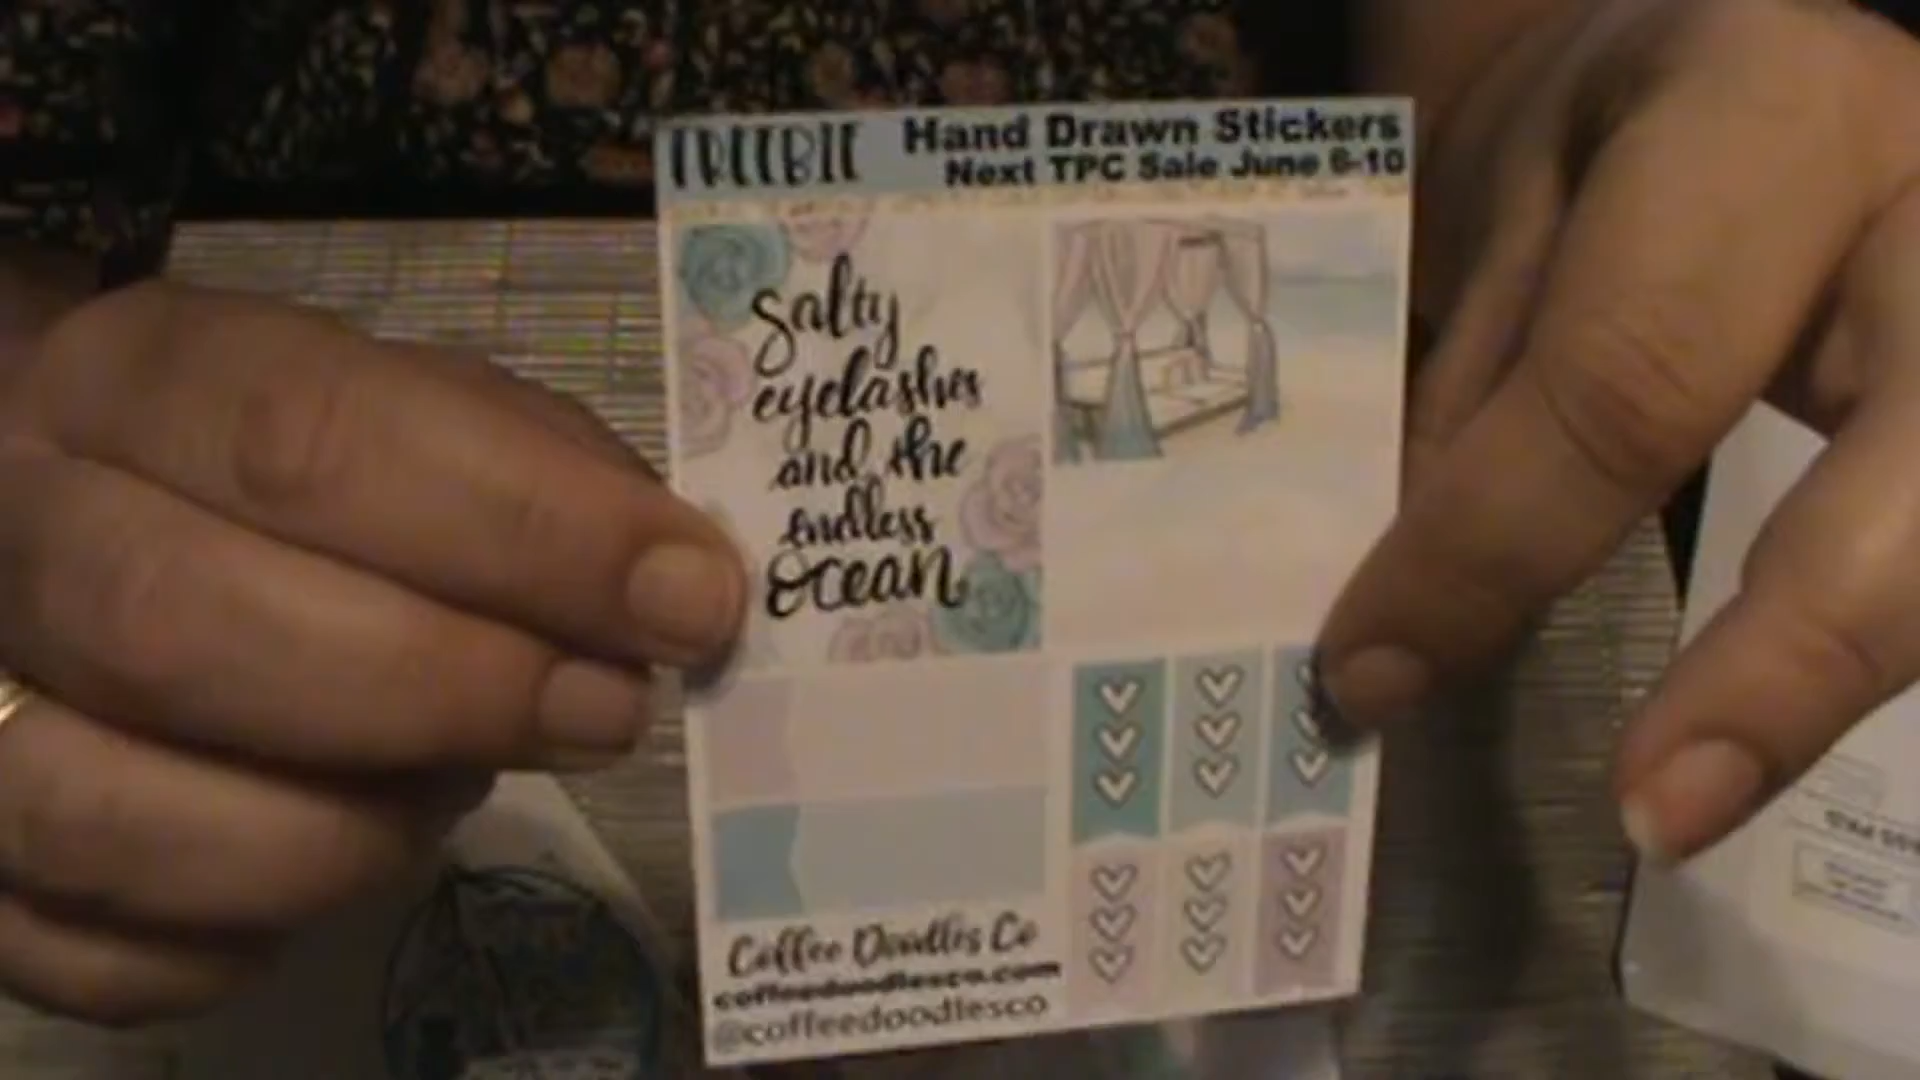 FREEBIE
Hand Drawn Stickers
Next TPC Sale June 6-10
Salty
eyelashes
and the
endless
ocean
Coffee Doodles Co
coffeedoodlesco.com
@coffeedoodlesco